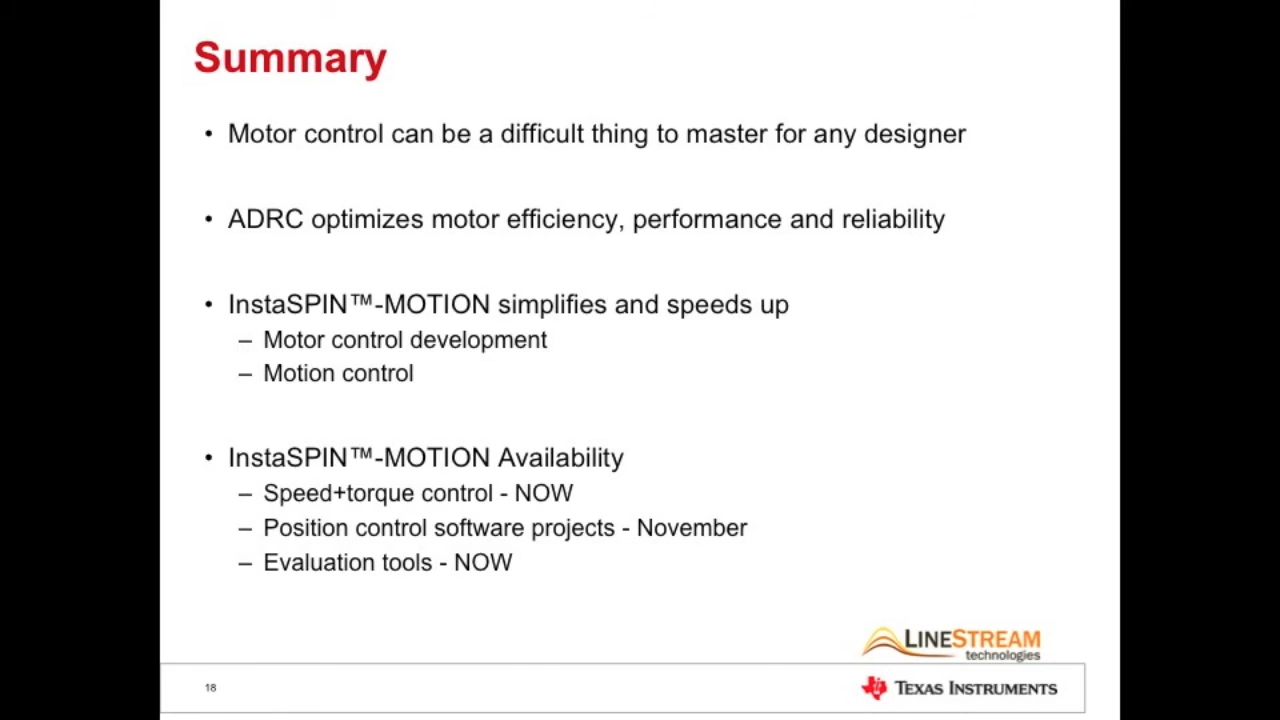 Summary
• Motor control can be a difficult thing to master for any designer
• ADRC optimizes motor efficiency, performance and reliability
• InstaSPIN™-MOTION simplifies and speeds up
– Motor control development
– Motion control
• InstaSPIN™-MOTION Availability
– Speed+torque control - NOW
– Position control software projects - November
– Evaluation tools - NOW
LINESTREAM
technologies
18
TEXAS INSTRUMENTS